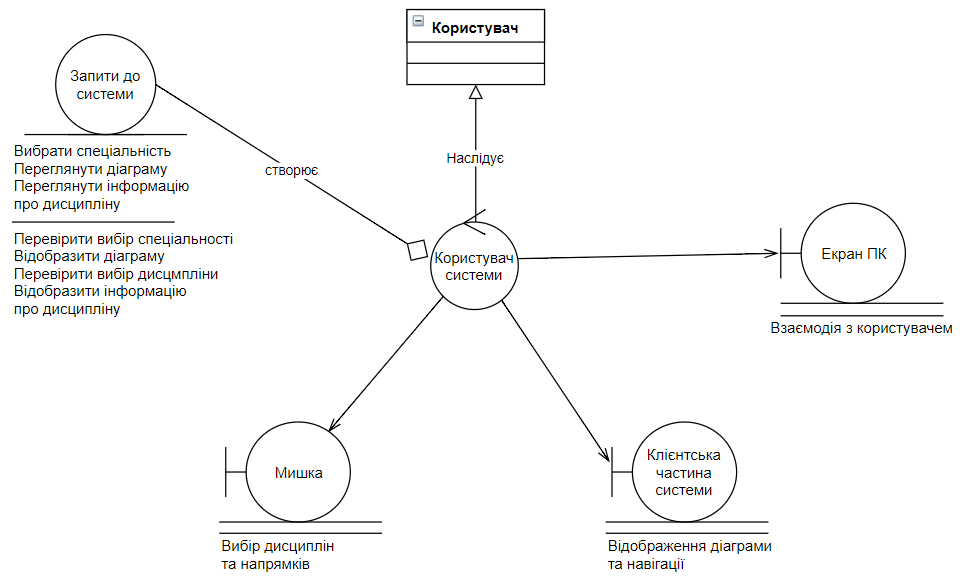 Користувач
Запити до
системи
Вибрати спеціальність
Переглянути діаграму
Переглянути інформацію
про дисципліну
Перевірити вибір спеціальності
Відобразити діаграму
Перевірити вибір дисцмпліни
Відобразити інформацію
про дисципліну
створює
Наслідує
Користувач
системи
Екран ПК
Взаємодія з користувачем
Мишка
Вибір дисциплін
та напрямків
Клієнтська
частина
системи
Відображення діаграми
та навігації